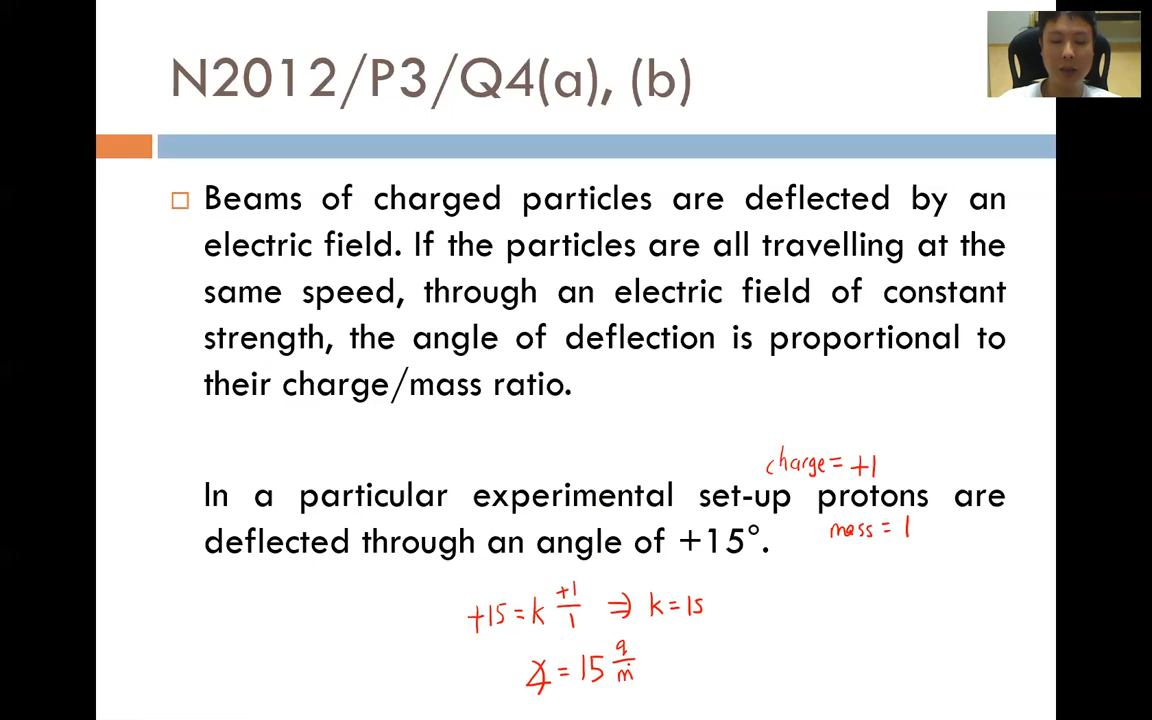 N2012/P3/Q4(a), (b)
Beams of charged particles are deflected by an
electric field. If the particles are all travelling at the
same speed, through an electric field of constant
strength, the angle of deflection is proportional to
their charge/mass ratio.
charge = +1
In a particular experimental set-up protons are
mass = 1
deflected through an angle of +15°.
+15 = k +1/1 ⇒ k = 15
∡ = 15 q/m